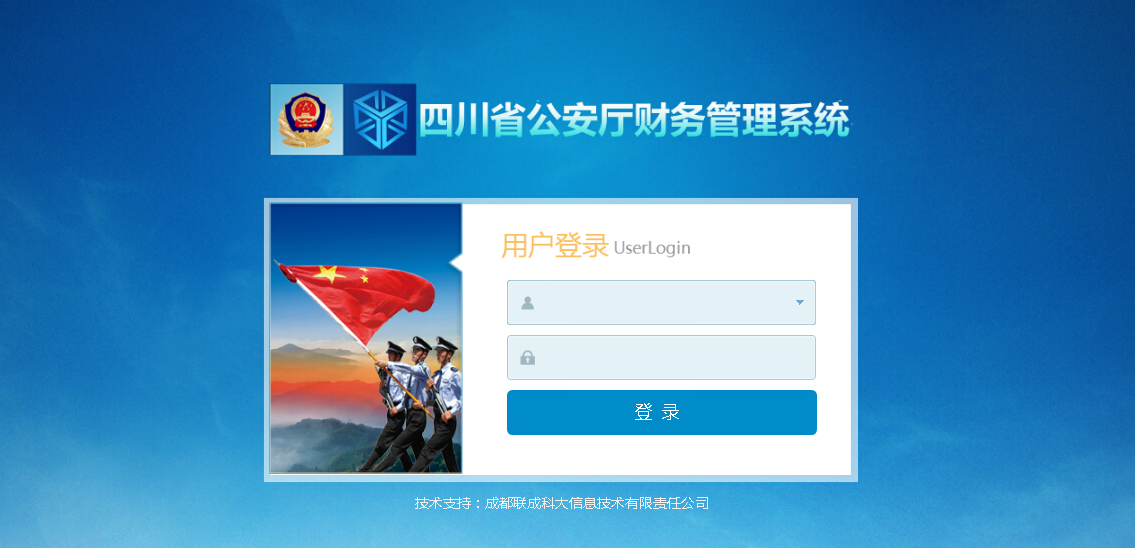 四川省公安厅财务管理系统
用户登录 UserLogin
登 录
技术支持：成都联成科大信息技术有限责任公司